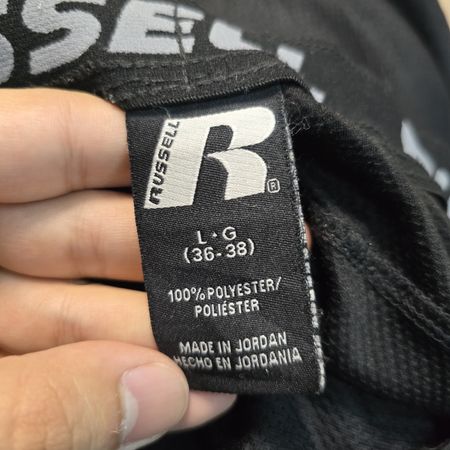 RUSSELL
R®
L·G
(36-38)
100% POLYESTER/
POLIÉSTER
MADE IN JORDAN
HECHO EN JORDANIA